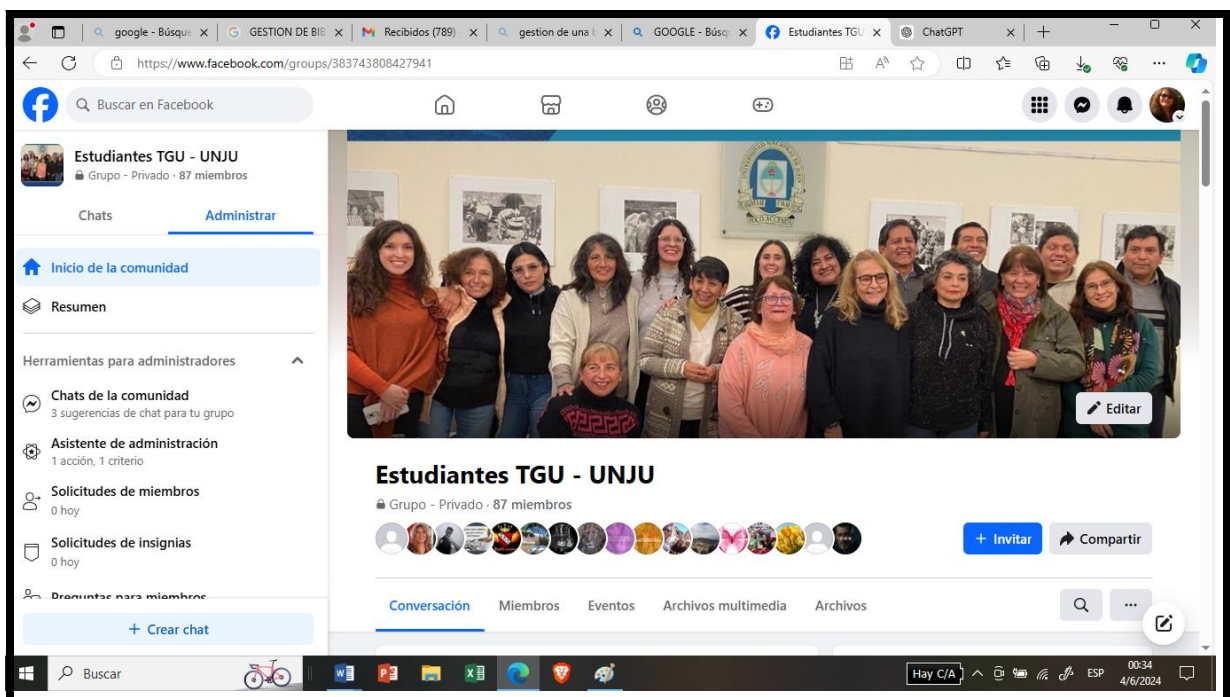 google - Búsque
GESTION DE BIB
Recibidos (789) -
gestion de una b
GOOGLE - Búsq
Estudiantes TGU
ChatGPT
https://www.facebook.com/groups/383743808427941
Buscar en Facebook
Estudiantes TGU - UNJU
Grupo - Privado · 87 miembros
Chats
Administrar
Inicio de la comunidad
Resumen
Herramientas para administradores
Chats de la comunidad
3 sugerencias de chat para tu grupo
Asistente de administración
1 acción, 1 criterio
Solicitudes de miembros
0 hoy
Solicitudes de insignias
0 hoy
Preguntas para miembros
+ Crear chat
Editar
Estudiantes TGU - UNJU
Grupo - Privado · 87 miembros
+ Invitar
Compartir
Conversación Miembros Eventos Archivos multimedia Archivos
Buscar
Hay C/A
ESP
00:34
4/6/2024